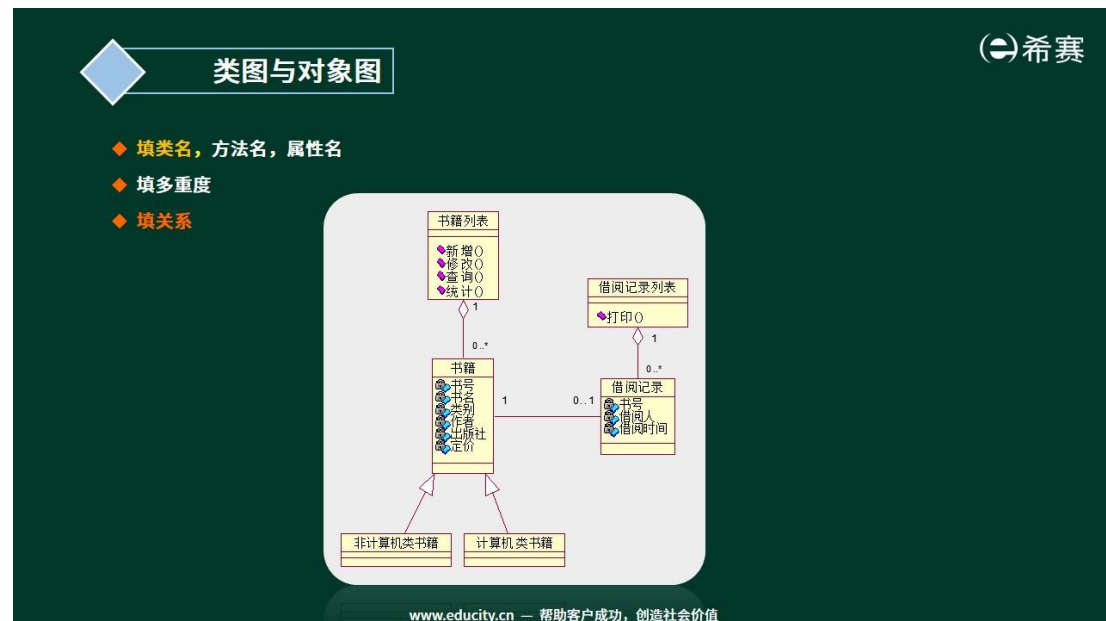 类图与对象图
希赛
填类名，方法名，属性名
填多重度
填关系
书籍列表
新增()
修改()
查询()
统计()
1
0..*
借阅记录列表
打印()
1
0..*
书籍
书号
书名
类别
作者
出版社
定价
1
0..1
借阅记录
书号
借阅人
借阅时间
非计算机类书籍
计算机类书籍
www.educity.cn — 帮助客户成功，创造社会价值